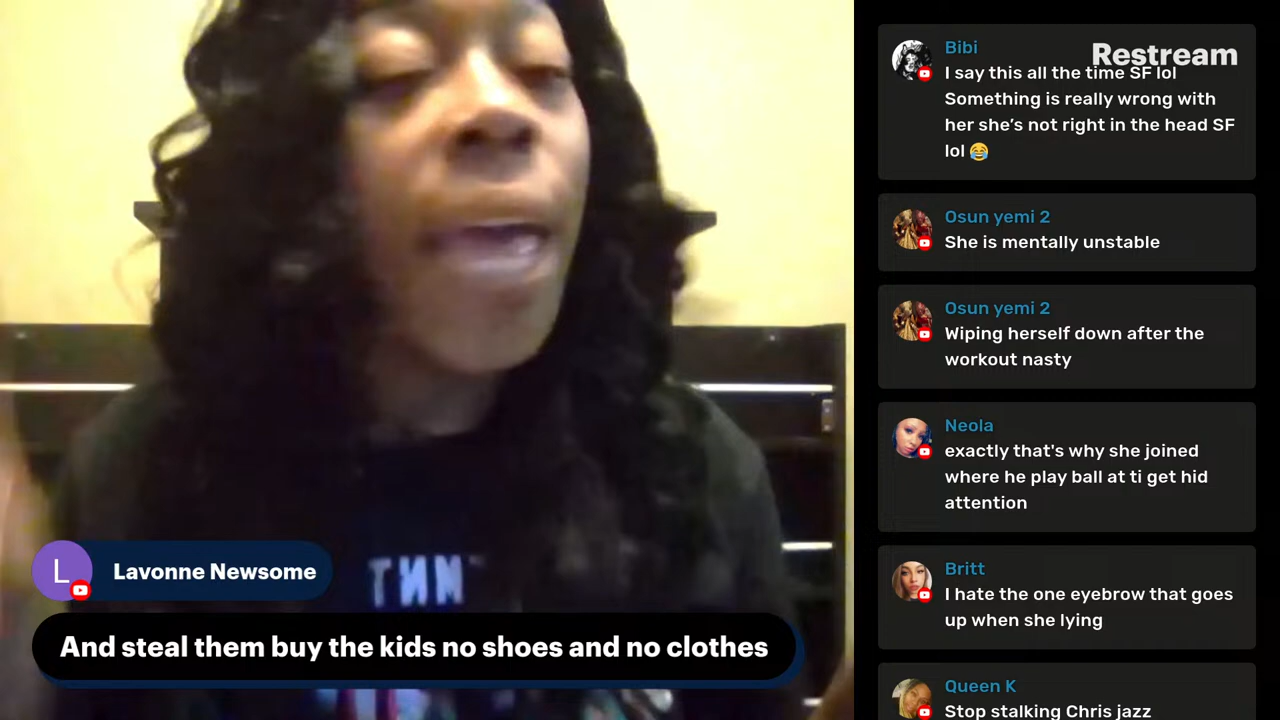 Restream
Bibi
I say this all the time SF lol
Something is really wrong with
her she's not right in the head SF
lol 😂
Osun yemi 2
She is mentally unstable
Osun yemi 2
Wiping herself down after the
workout nasty
Neola
exactly that's why she joined
where he play ball at ti get hid
attention
Britt
I hate the one eyebrow that goes
up when she lying
Queen K
Stop stalking Chris jazz
L
Lavonne Newsome
And steal them buy the kids no shoes and no clothes